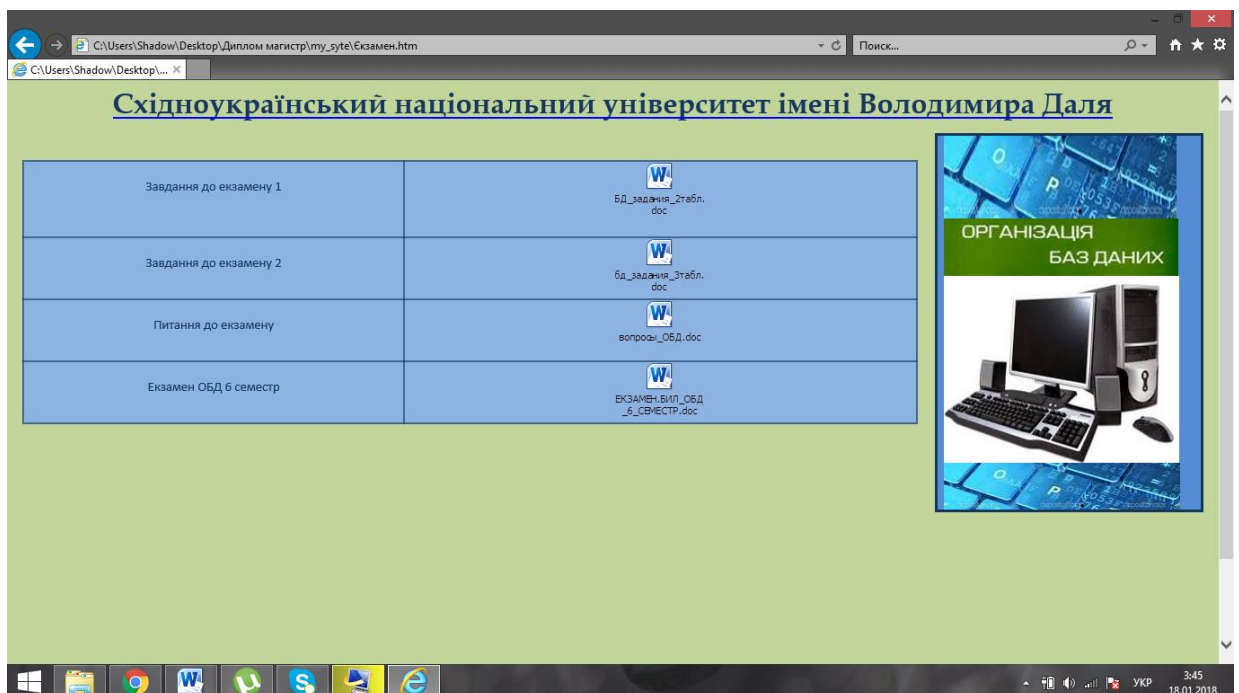 C:\Users\Shadow\Desktop\Диплом магистр\my_syte\Екзамен.htm
Поиск...
C:\Users\Shadow\Desktop\...
Східноукраїнський національний університет імені Володимира Даля
Завдання до екзамену 1
БД_задания_2табл.
doc
Завдання до екзамену 2
бд_задания_3табл.
doc
Питання до екзамену
вопросы_ОБД.doc
Екзамен ОБД 6 семестр
ЕКЗАМЕН.БИЛ_ОБД
_6_СЕМЕСТР.doc
ОРГАНІЗАЦІЯ
БАЗ ДАНИХ
УКР
3:45
18.01.2018